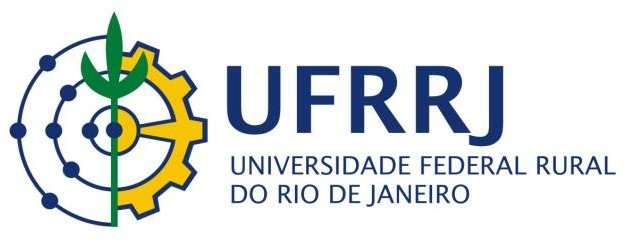 UFRRJ
UNIVERSIDADE FEDERAL RURAL
DO RIO DE JANEIRO